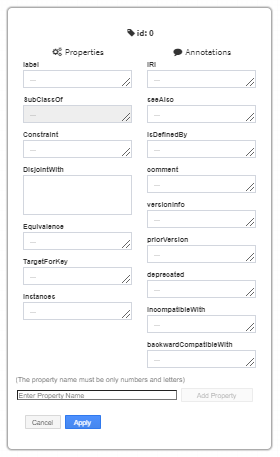 id: 0
Properties
Annotations
label
...
SubClassOf
...
Constraint
...
DisjointWith
Equivalence
...
TargetForKey
...
Instances
...
IRI
...
seeAlso
...
isDefinedBy
...
comment
...
versionInfo
...
priorVersion
...
deprecated
...
incompatibleWith
...
backwardCompatibleWith
...
(The property name must be only numbers and letters)
Enter Property Name
Add Property
Cancel
Apply